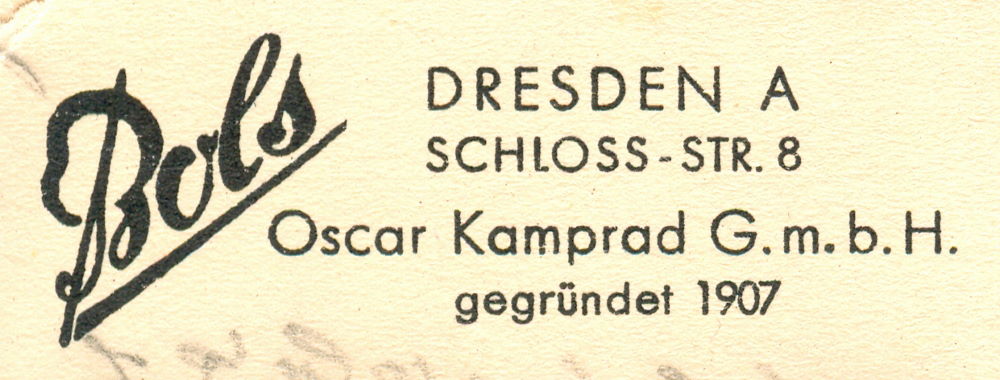 Bols
DRESDEN A
SCHLOSS-STR. 8
Oscar Kamprad G.m.b.H.
gegründet 1907